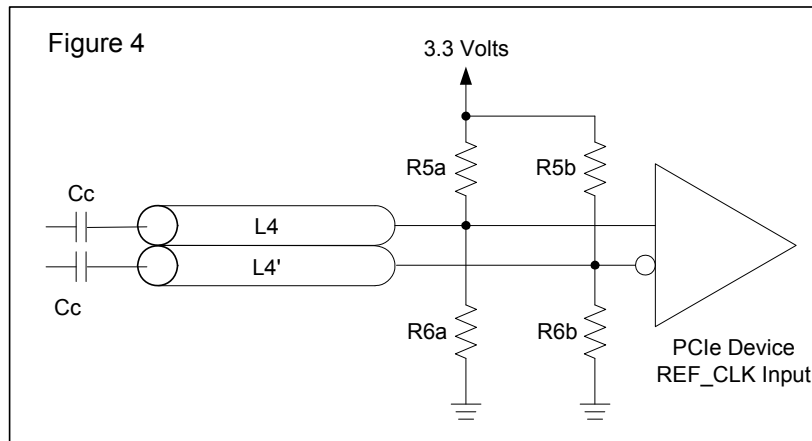 Figure 4
3.3 Volts
R5a
R5b
Cc
L4
L4'
Cc
R6a
R6b
PCIe Device
REF_CLK Input